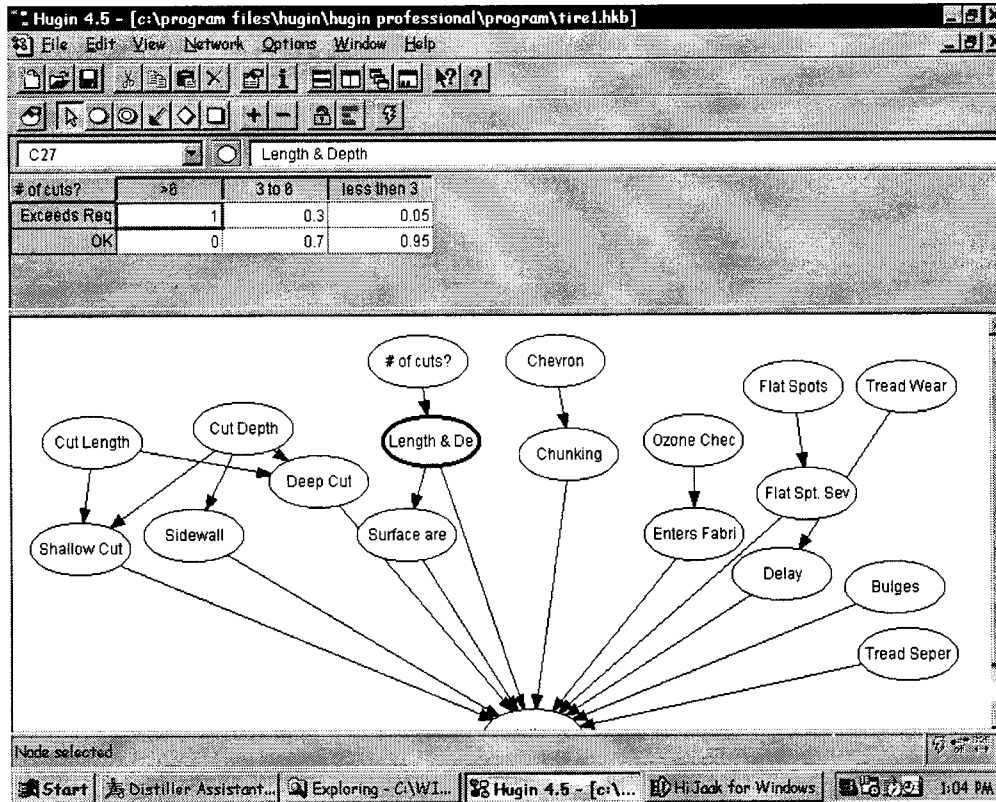 Hugin 4.5 - [c:\program files\hugin\hugin professional\program\tire1.hkb]
File Edit View Network Options Window Help
C27 Length & Depth
# of cuts? >6 3 to 6 less then 3
Exceeds Req 1 0.3 0.05
OK 0 0.7 0.95
# of cuts?
Chevron
Flat Spots
Tread Wear
Cut Length
Cut Depth
Length & De
Chunking
Ozone Chec
Deep Cut
Flat Spt. Sev
Shallow Cut
Sidewall
Surface are
Enters Fabri
Delay
Bulges
Tread Seper
Node selected
Start Distiller Assistant... Exploring - C:\WI... Hugin 4.5 - [c:\... HiJaak for Windows 1:04 PM